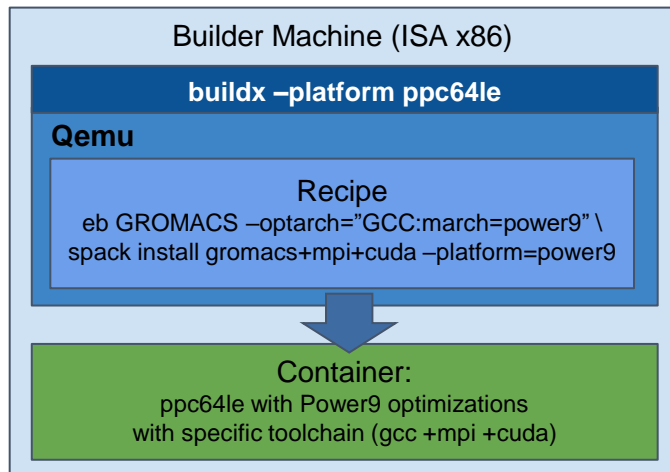 Builder Machine (ISA x86)
buildx –platform ppc64le
Qemu
Recipe
eb GROMACS –optarch=”GCC:march=power9” \
spack install gromacs+mpi+cuda –platform=power9
Container:
ppc64le with Power9 optimizations
with specific toolchain (gcc +mpi +cuda)